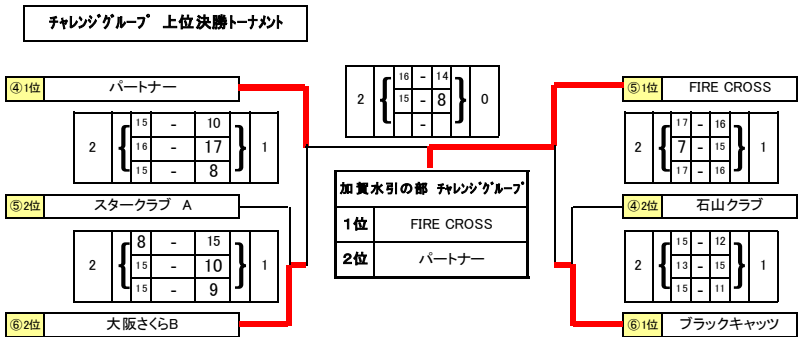 チャレンジグループ 上位決勝トーナメント
④1位 パートナー
2 { 16 - 14 } 0
15 - 8
-
⑤1位 FIRE CROSS
2 { 15 - 10 } 1
16 - 17
15 - 8
2 { 17 - 16 } 1
7 - 15
17 - 16
加賀水引の部 チャレンジグループ
1位 FIRE CROSS
2位 パートナー
⑤2位 スタークラブ A
④2位 石山クラブ
2 { 8 - 15 } 1
15 - 10
15 - 9
2 { 15 - 12 } 1
13 - 15
15 - 11
⑥2位 大阪さくらB
⑥1位 ブラックキャッツ